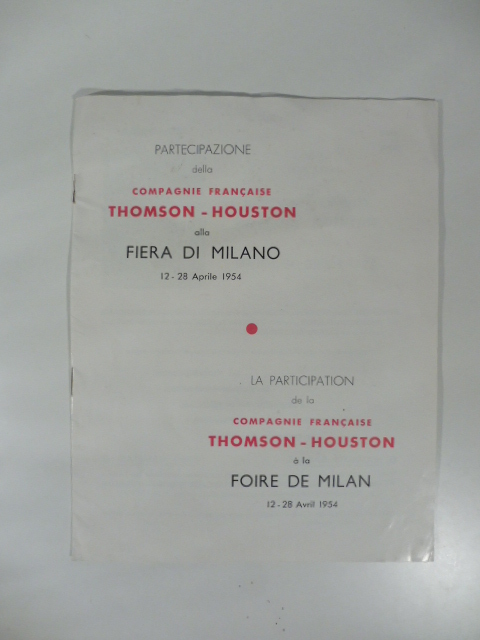 PARTECIPAZIONE
della
COMPAGNIE FRANÇAISE
THOMSON - HOUSTON
alla
FIERA DI MILANO
12 - 28 Aprile 1954
LA PARTICIPATION
de la
COMPAGNIE FRANÇAISE
THOMSON - HOUSTON
à la
FOIRE DE MILAN
12 - 28 Avril 1954